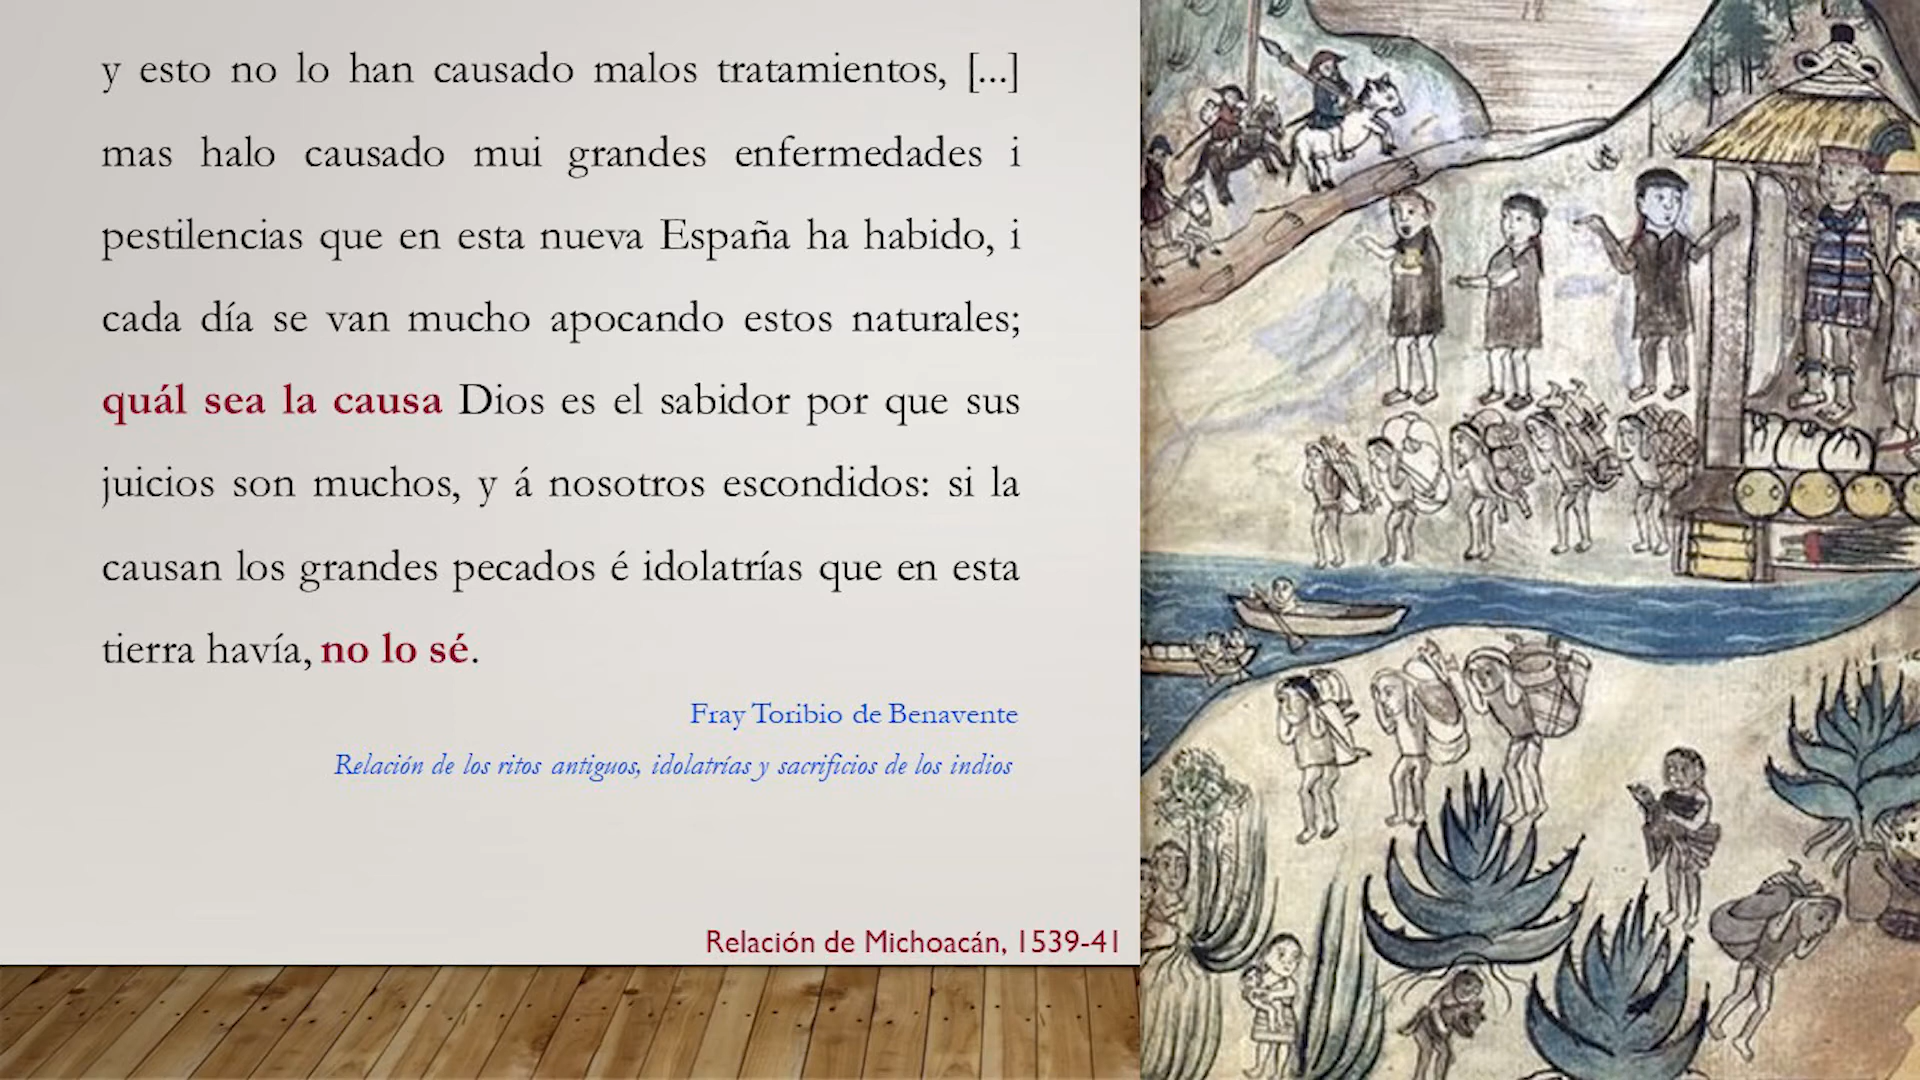 y esto no lo han causado malos tratamientos, [...]
mas halo causado mui grandes enfermedades i
pestilencias que en esta nueva España ha habido, i
cada día se van mucho apocando estos naturales;
quál sea la causa Dios es el sabidor por que sus
juicios son muchos, y á nosotros escondidos: si la
causan los grandes pecados é idolatrías que en esta
tierra havía, no lo sé.
Fray Toribio de Benavente
Relación de los ritos antiguos, idolatrías y sacrificios de los indios
Relación de Michoacán, 1539-41